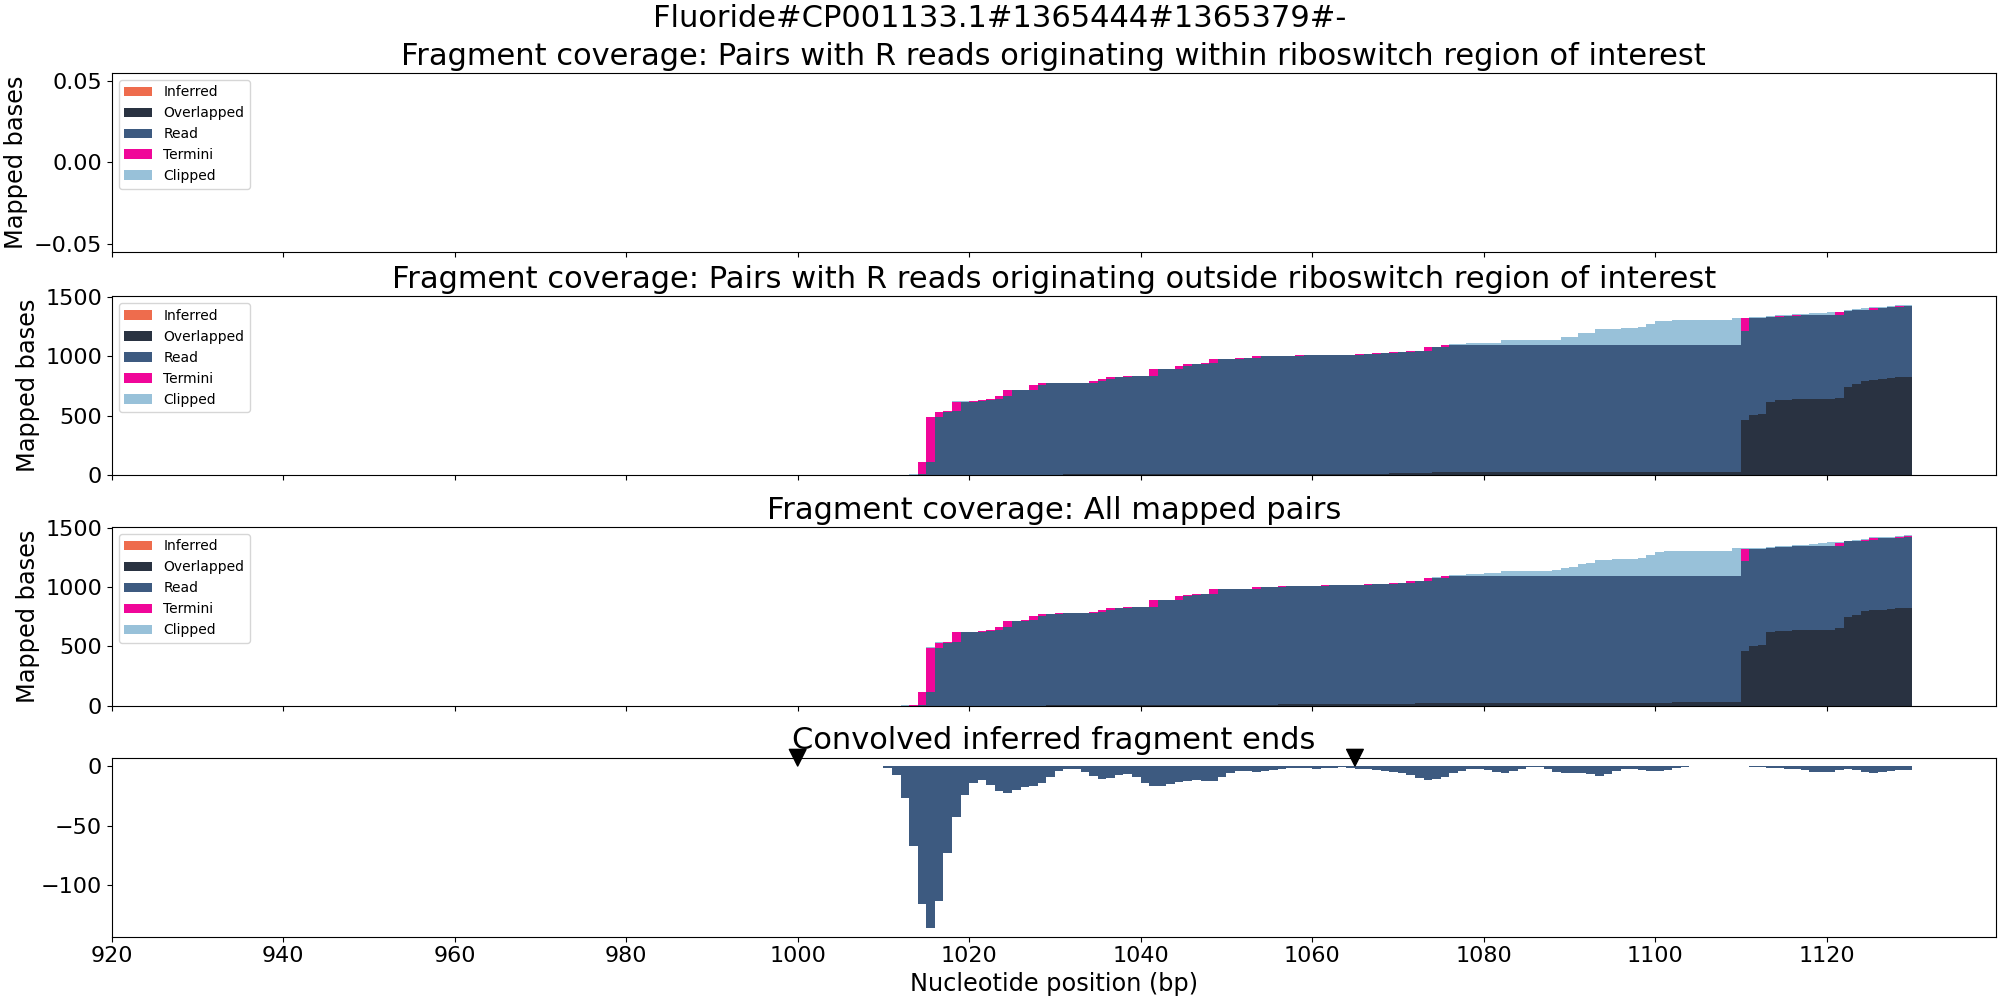 Fluoride#CP001133.1#1365444#1365379#-
Fragment coverage: Pairs with R reads originating within riboswitch region of interest
Mapped bases
0.05
0.00
−0.05
Inferred
Overlapped
Read
Termini
Clipped
Fragment coverage: Pairs with R reads originating outside riboswitch region of interest
Mapped bases
1500
1000
500
0
Inferred
Overlapped
Read
Termini
Clipped
Fragment coverage: All mapped pairs
Mapped bases
1500
1000
500
0
Inferred
Overlapped
Read
Termini
Clipped
Convolved inferred fragment ends
0
−50
−100
920 940 960 980 1000 1020 1040 1060 1080 1100 1120
Nucleotide position (bp)